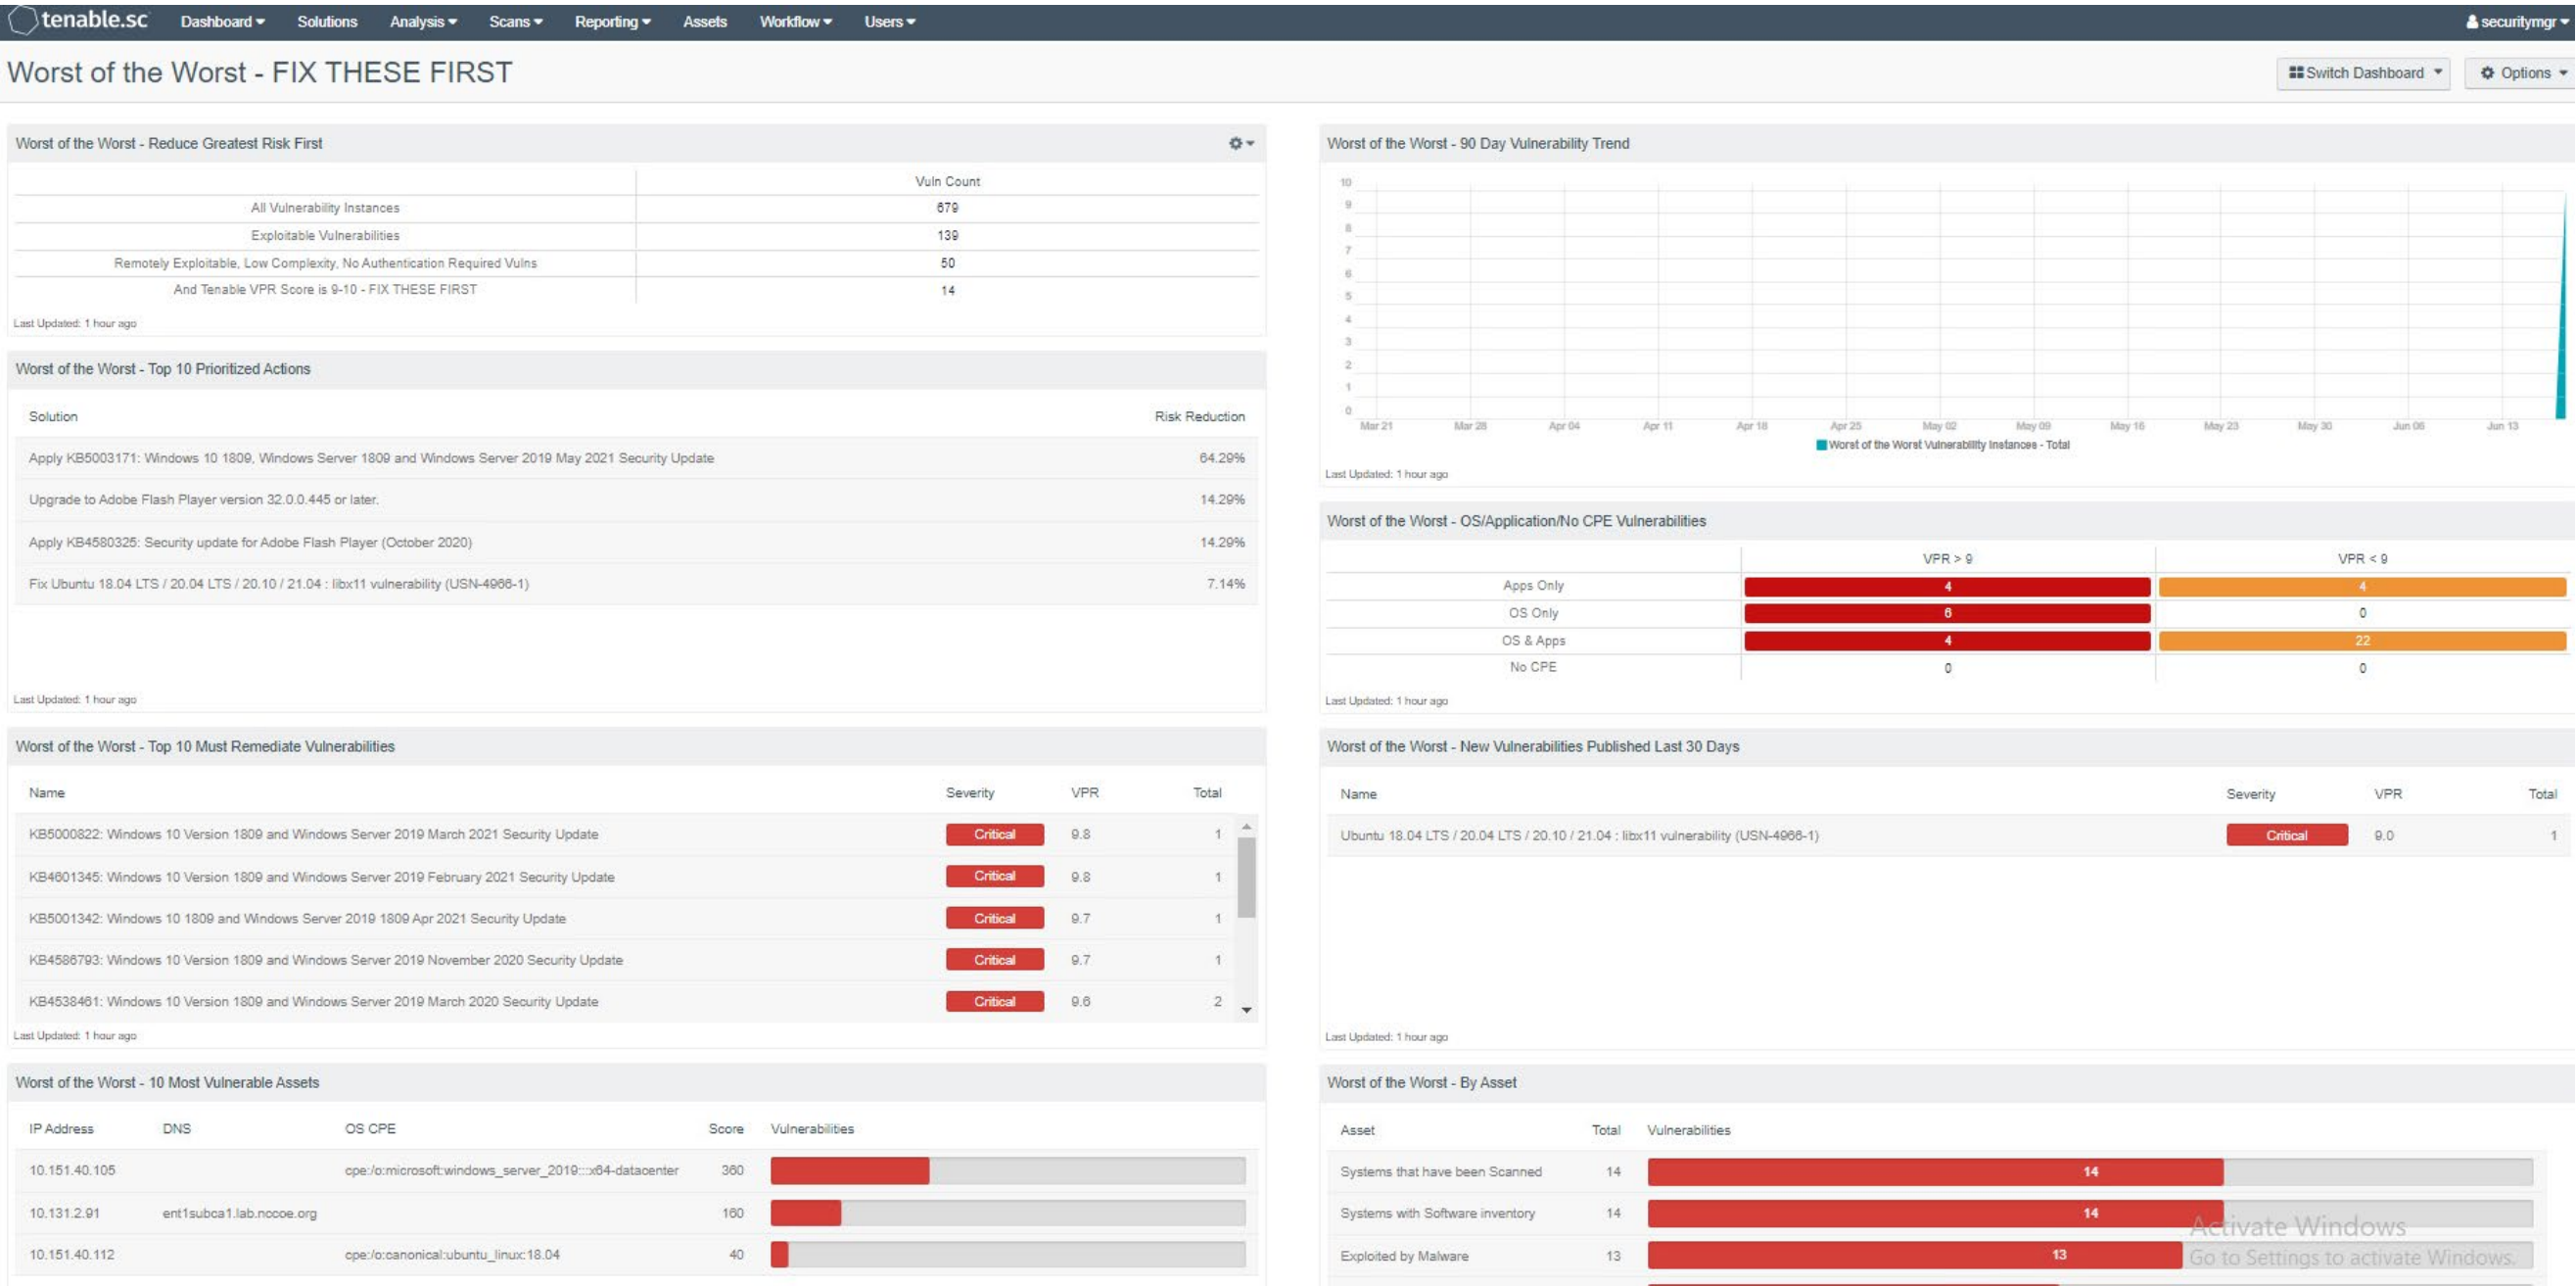 tenable.sc Dashboard Solutions Analysis Scans Reporting Assets Workflow Users securitymgr
Worst of the Worst - FIX THESE FIRST
Switch Dashboard Options
Worst of the Worst - Reduce Greatest Risk First
Vuln Count
All Vulnerability Instances 679
Exploitable Vulnerabilities 139
Remotely Exploitable, Low Complexity, No Authentication Required Vulns 50
And Tenable VPR Score is 9-10 - FIX THESE FIRST 14
Last Updated: 1 hour ago
Worst of the Worst - Top 10 Prioritized Actions
Solution Risk Reduction
Apply KB5003171: Windows 10 1809, Windows Server 1809 and Windows Server 2019 May 2021 Security Update 64.29%
Upgrade to Adobe Flash Player version 32.0.0.445 or later. 14.29%
Apply KB4580325: Security update for Adobe Flash Player (October 2020) 14.29%
Fix Ubuntu 18.04 LTS / 20.04 LTS / 20.10 / 21.04 : libx11 vulnerability (USN-4966-1) 7.14%
Last Updated: 1 hour ago
Worst of the Worst - Top 10 Must Remediate Vulnerabilities
Name Severity VPR Total
KB5000822: Windows 10 Version 1809 and Windows Server 2019 March 2021 Security Update Critical 9.8 1
KB4601345: Windows 10 Version 1809 and Windows Server 2019 February 2021 Security Update Critical 9.8 1
KB5001342: Windows 10 1809 and Windows Server 2019 1809 Apr 2021 Security Update Critical 9.7 1
KB4586793: Windows 10 Version 1809 and Windows Server 2019 November 2020 Security Update Critical 9.7 1
KB4538461: Windows 10 Version 1809 and Windows Server 2019 March 2020 Security Update Critical 9.6 2
Last Updated: 1 hour ago
Worst of the Worst - 10 Most Vulnerable Assets
IP Address DNS OS CPE Score Vulnerabilities
10.151.40.105 cpe:/o:microsoft:windows_server_2019:::x64-datacenter 360
10.131.2.91 ent1subca1.lab.nccoe.org 160
10.151.40.112 cpe:/o:canonical:ubuntu_linux:18.04 40
Worst of the Worst - 90 Day Vulnerability Trend
10
9
8
7
6
5
4
3
2
1
0
Mar 21 Mar 28 Apr 04 Apr 11 Apr 18 Apr 25 May 02 May 09 May 16 May 23 May 30 Jun 06 Jun 13
Worst of the Worst Vulnerability Instances - Total
Last Updated: 1 hour ago
Worst of the Worst - OS/Application/No CPE Vulnerabilities
VPR > 9 VPR < 9
Apps Only 4 4
OS Only 6 0
OS & Apps 4 22
No CPE 0 0
Last Updated: 1 hour ago
Worst of the Worst - New Vulnerabilities Published Last 30 Days
Name Severity VPR Total
Ubuntu 18.04 LTS / 20.04 LTS / 20.10 / 21.04 : libx11 vulnerability (USN-4966-1) Critical 9.0 1
Last Updated: 1 hour ago
Worst of the Worst - By Asset
Asset Total Vulnerabilities
Systems that have been Scanned 14 14
Systems with Software inventory 14 14
Exploited by Malware 13 13
Activate Windows
Go to Settings to activate Windows.